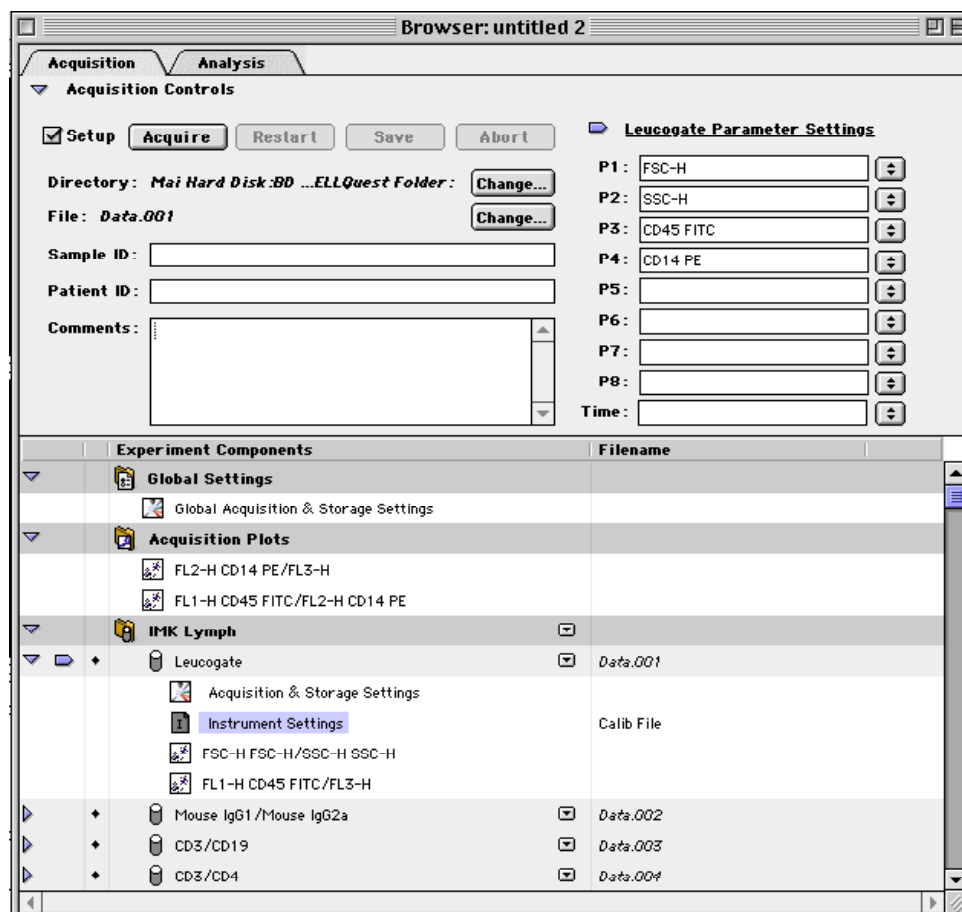 Browser: untitled 2
Acquisition Analysis
Acquisition Controls
Setup Acquire Restart Save Abort
Directory: Mai Hard Disk:BD ...ELLQuest Folder: Change...
File: Data.001 Change...
Sample ID:
Patient ID:
Comments:
Leucogate Parameter Settings
P1: FSC-H
P2: SSC-H
P3: CD45 FITC
P4: CD14 PE
P5:
P6:
P7:
P8:
Time:
Experiment Components Filename
Global Settings
Global Acquisition & Storage Settings
Acquisition Plots
FL2-H CD14 PE/FL3-H
FL1-H CD45 FITC/FL2-H CD14 PE
IMK Lymph
Leucogate Data.001
Acquisition & Storage Settings
I Instrument Settings Calib File
FSC-H FSC-H/SSC-H SSC-H
FL1-H CD45 FITC/FL3-H
Mouse IgG1/Mouse IgG2a Data.002
CD3/CD19 Data.003
CD3/CD4 Data.004